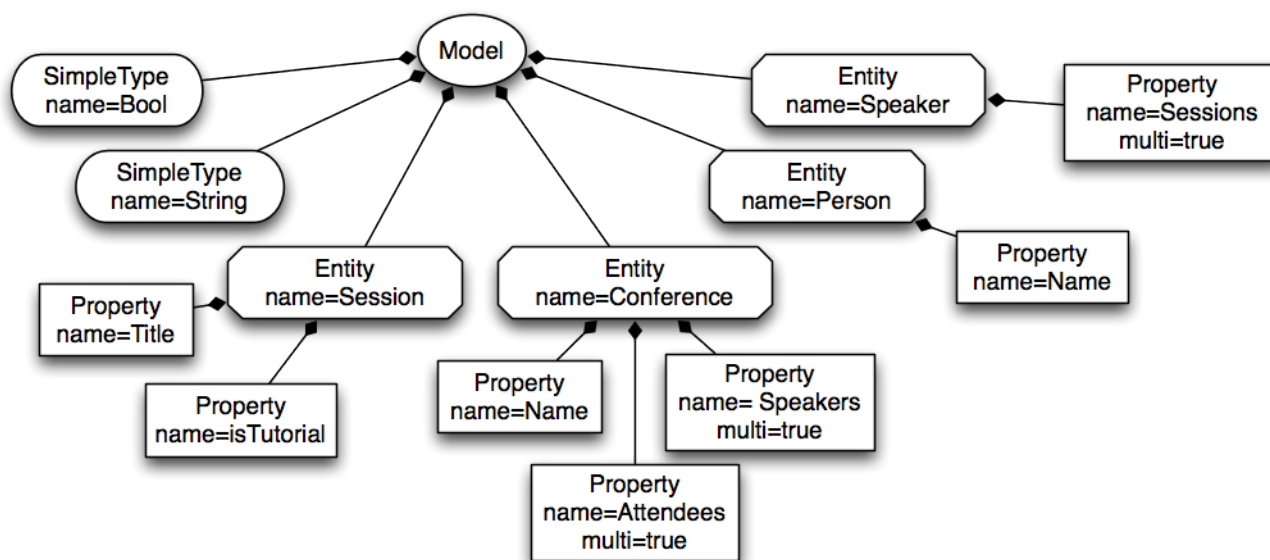 Model
SimpleType
name=Bool
Entity
name=Speaker
Property
name=Sessions
multi=true
SimpleType
name=String
Entity
name=Person
Property
name=Name
Entity
name=Session
Entity
name=Conference
Property
name=Title
Property
name=isTutorial
Property
name=Name
Property
name= Speakers
multi=true
Property
name=Attendees
multi=true